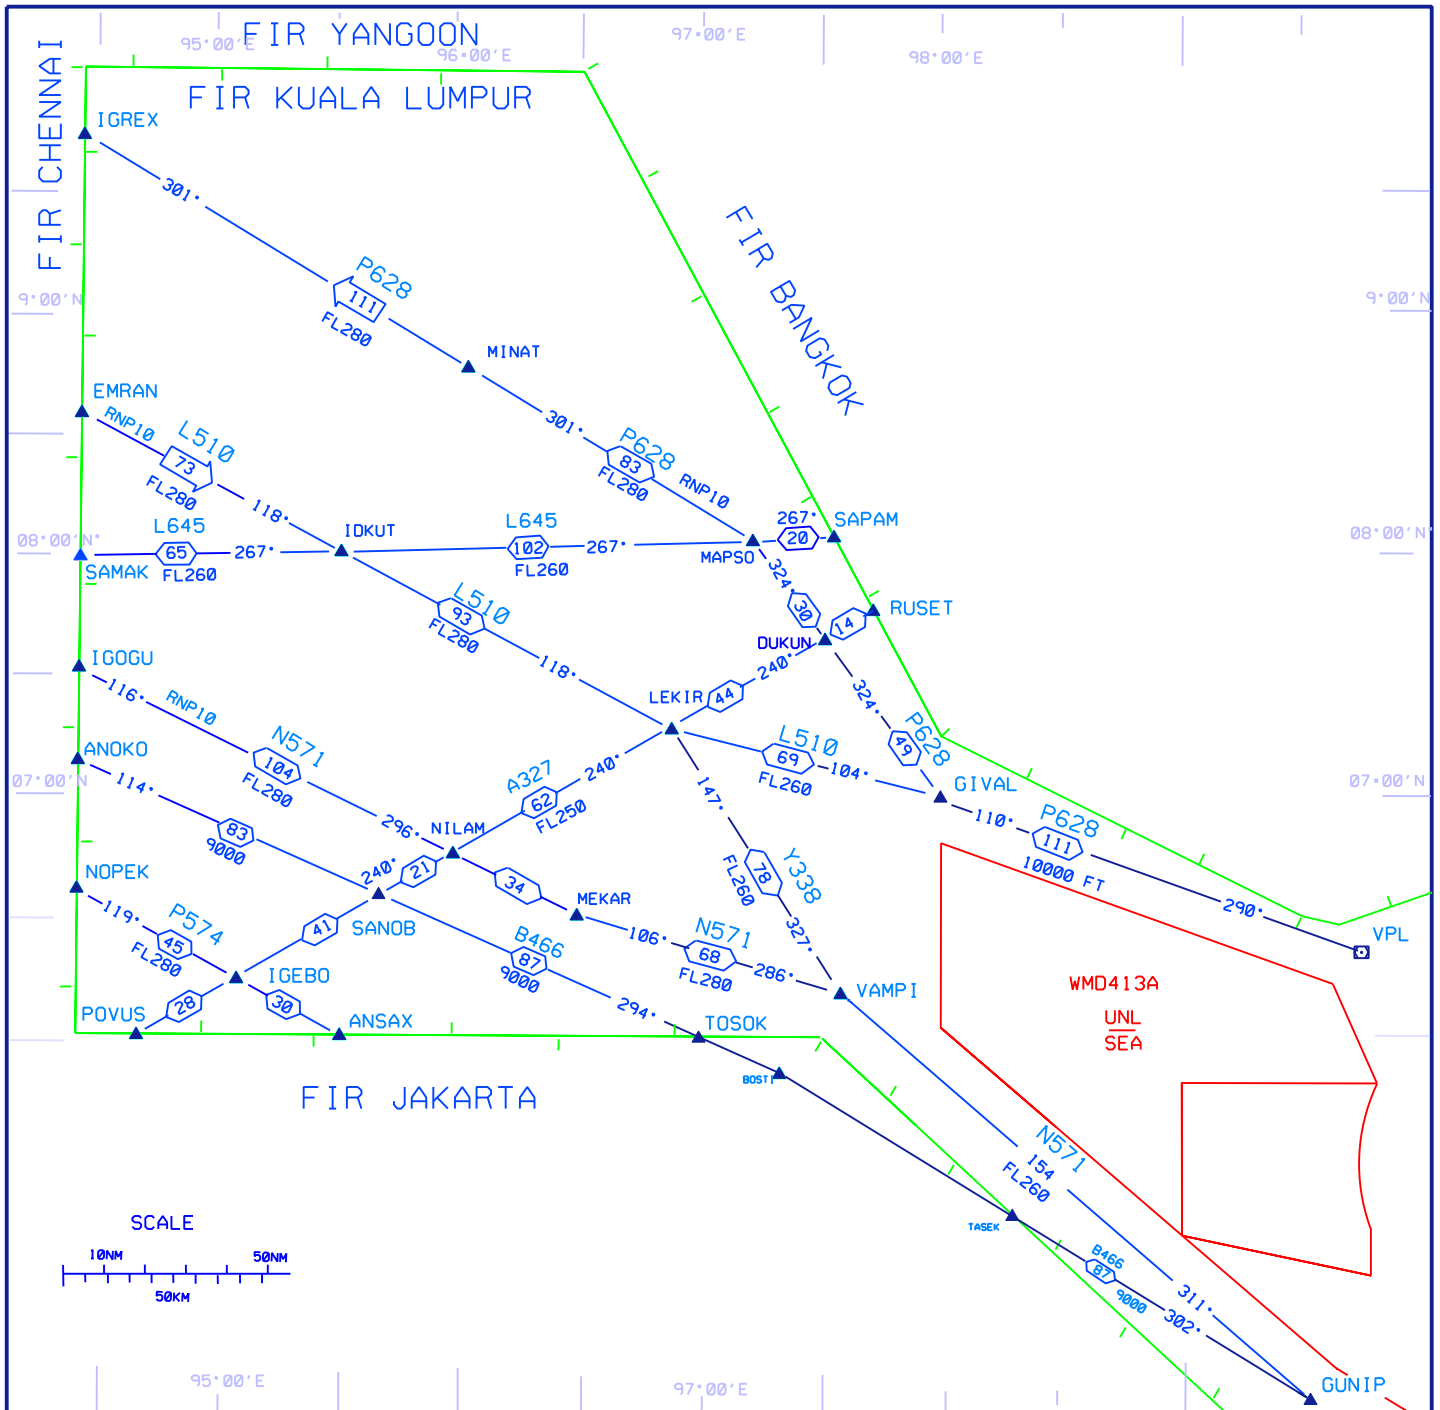 FIR YANGOON
95°00'E
96°00'E
97°00'E
98°00'E
FIR CHENNAI
FIR KUALA LUMPUR
IGREX
301°
FIR BANGKOK
P628
111
FL280
9°00'N
9°00'N
MINAT
EMRAN
RNP10
L510
73
FL280
118°
301°
P628
83
FL280
RNP10
L645
65
267°
FL260
IDKUT
L645
102
267°
FL260
267°
20
SAPAM
MAPSO
08°00'N°
08°00'N
SAMAK
324°
30
14
RUSET
DUKUN
L510
93
FL280
118°
240°
44
LEKIR
324°
P628
49
IGOGU
116°
RNP10
N571
104
FL280
296°
ANOKO
114°
07°00'N
07°00'N
83
9000
A327
62
FL250
240°
L510
69
FL260
104°
GIVAL
110°
P628
111
10000 FT
290°
VPL
NILAM
240°
21
34
147°
Y338
78
FL260
327°
NOPEK
119°
P574
45
FL280
41
SANOB
MEKAR
106°
N571
68
FL280
286°
B466
87
9000
294°
IGEBO
VAMPI
WMD413A
UNL
SEA
POVUS
28
30
ANSAX
TOSOK
BOSTI
FIR JAKARTA
N571
154
FL260
TASEK
B466
87
9000
302°
311°
SCALE
10NM
50NM
50KM
95°00'E
97°00'E
GUNIP